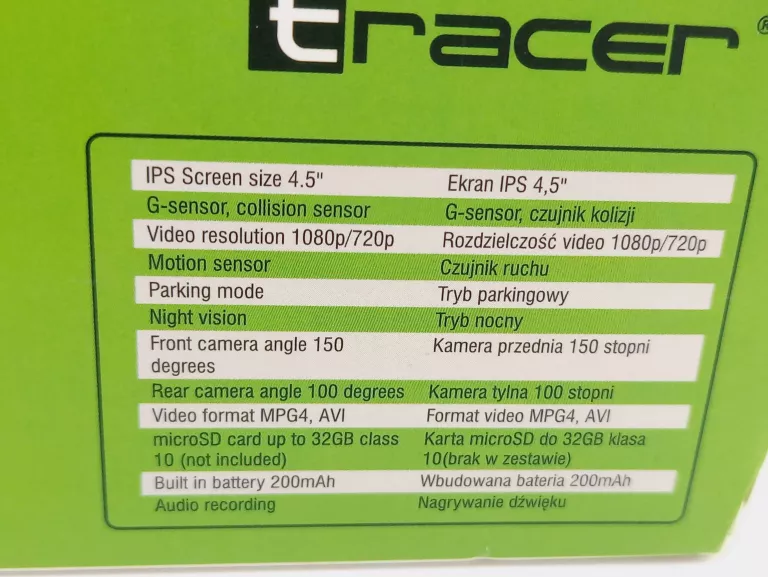 tracer®
IPS Screen size 4.5" Ekran IPS 4,5"
G-sensor, collision sensor G-sensor, czujnik kolizji
Video resolution 1080p/720p Rozdzielczość video 1080p/720p
Motion sensor Czujnik ruchu
Parking mode Tryb parkingowy
Night vision Tryb nocny
Front camera angle 150 Kamera przednia 150 stopni
degrees
Rear camera angle 100 degrees Kamera tylna 100 stopni
Video format MPG4, AVI Format video MPG4, AVI
microSD card up to 32GB class Karta microSD do 32GB klasa
10 (not included) 10(brak w zestawie)
Built in battery 200mAh Wbudowana bateria 200mAh
Audio recording Nagrywanie dźwięku